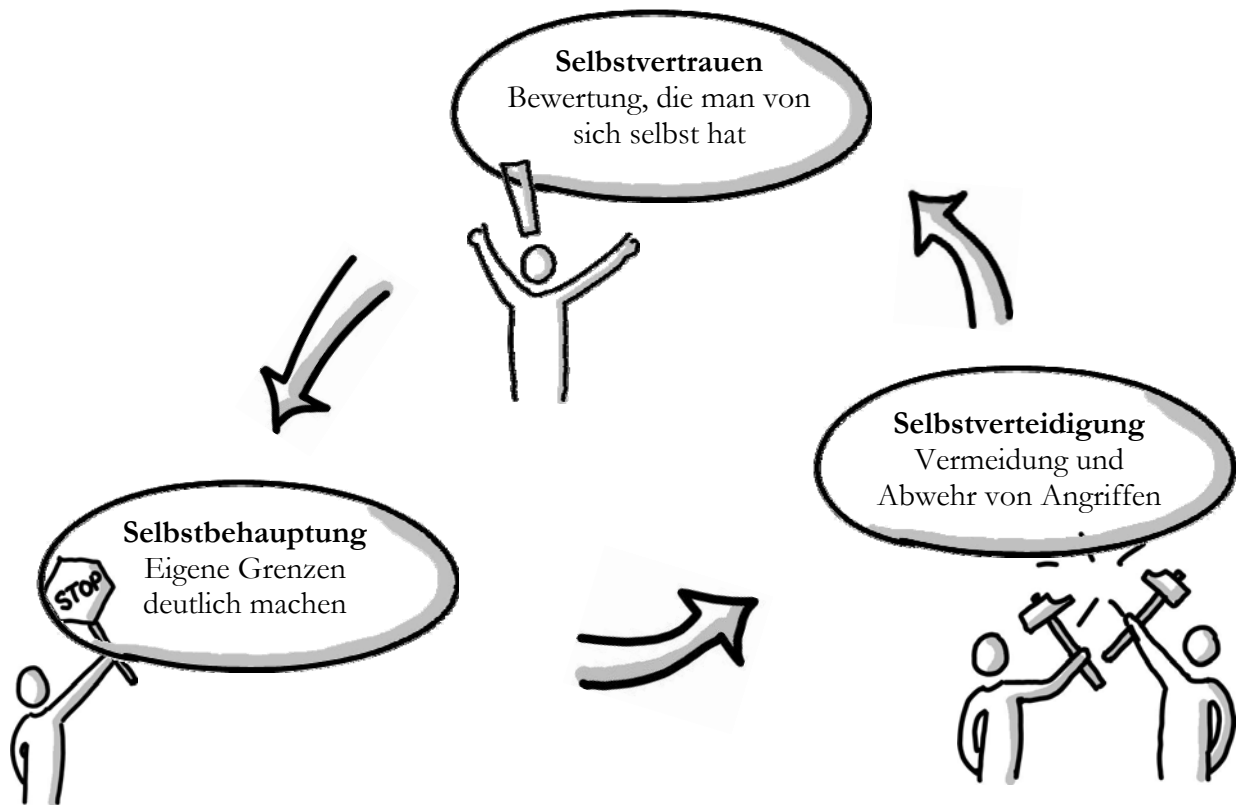 Selbstvertrauen
Bewertung, die man von
sich selbst hat
Selbstverteidigung
Vermeidung und
Abwehr von Angriffen
Selbstbehauptung
Eigene Grenzen
deutlich machen
STOP